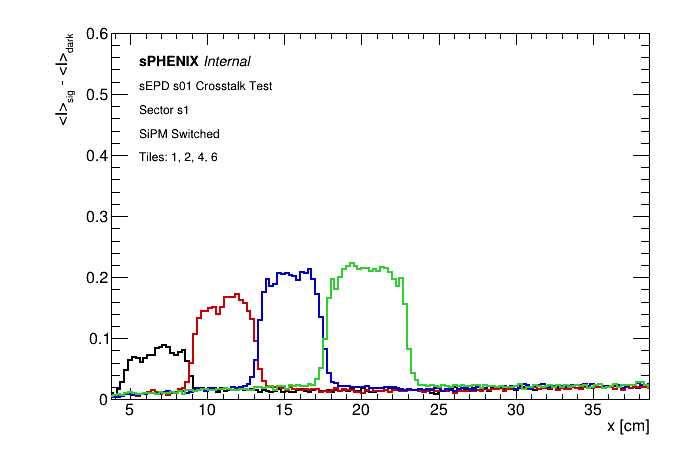 0.6
0.5
0.4
0.3
0.2
0.1
0
<I>sig - <I>dark
sPHENIX Internal
sEPD s01 Crosstalk Test
Sector s1
SiPM Switched
Tiles: 1, 2, 4, 6
5 10 15 20 25 30 35
x [cm]